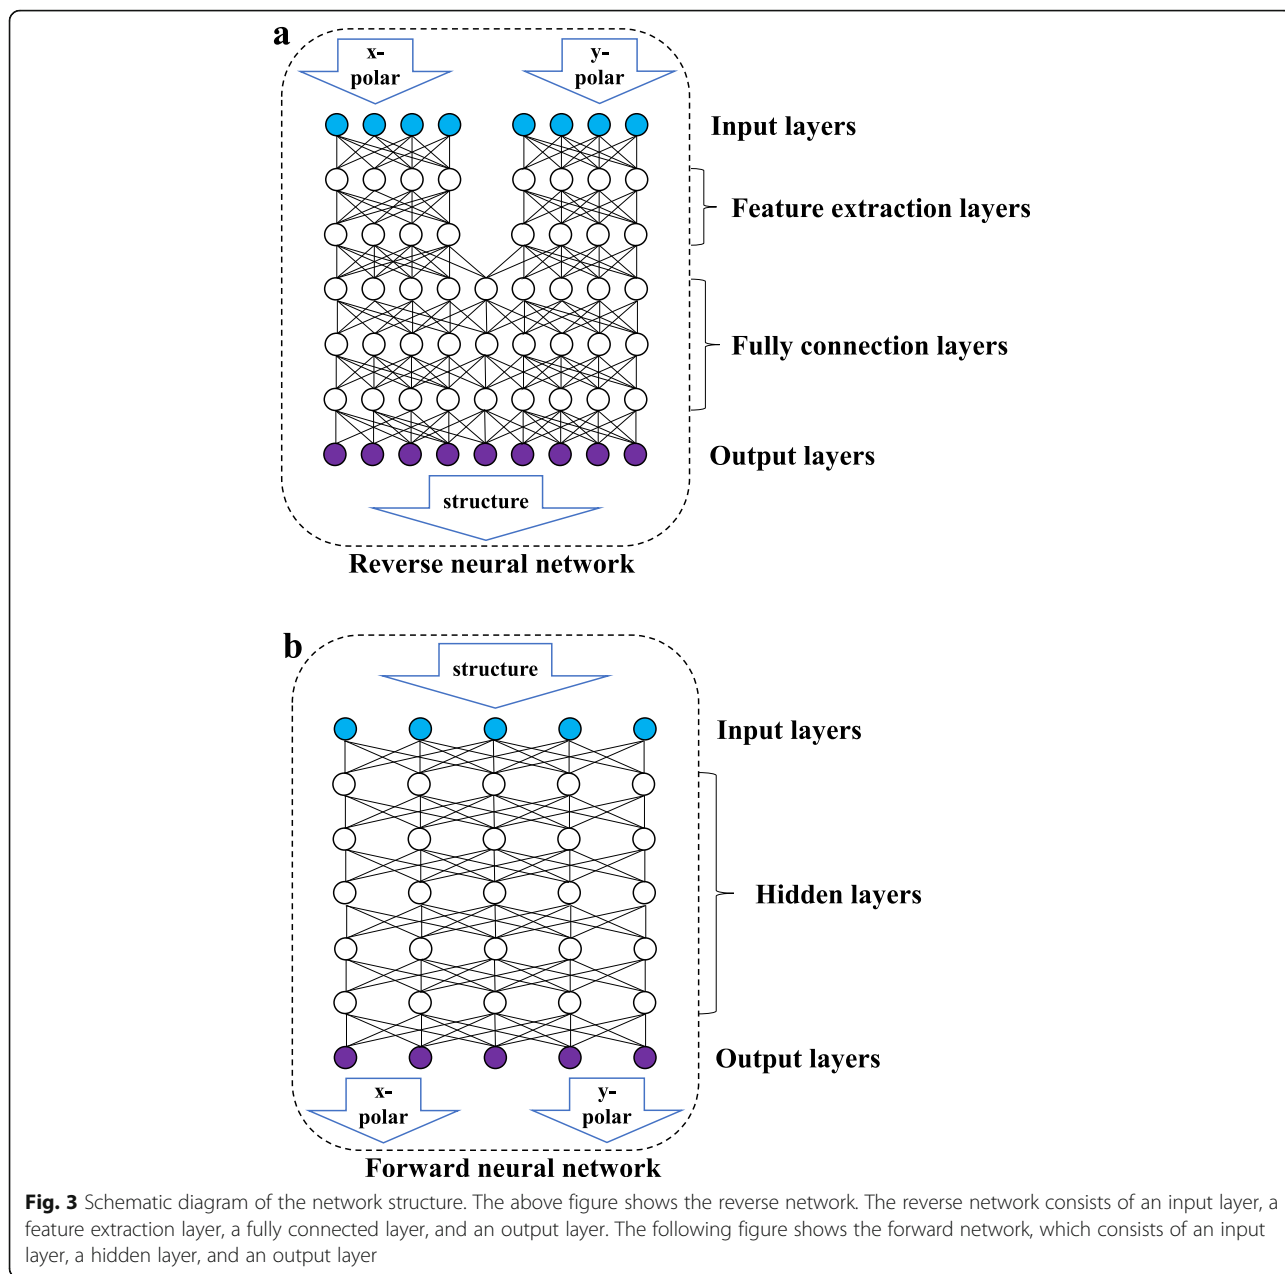 a
x-
polar
y-
polar
Input layers
Feature extraction layers
Fully connection layers
Output layers
structure
Reverse neural network
b
structure
Input layers
Hidden layers
Output layers
x-
polar
y-
polar
Forward neural network
Fig. 3 Schematic diagram of the network structure. The above figure shows the reverse network. The reverse network consists of an input layer, a
feature extraction layer, a fully connected layer, and an output layer. The following figure shows the forward network, which consists of an input
layer, a hidden layer, and an output layer